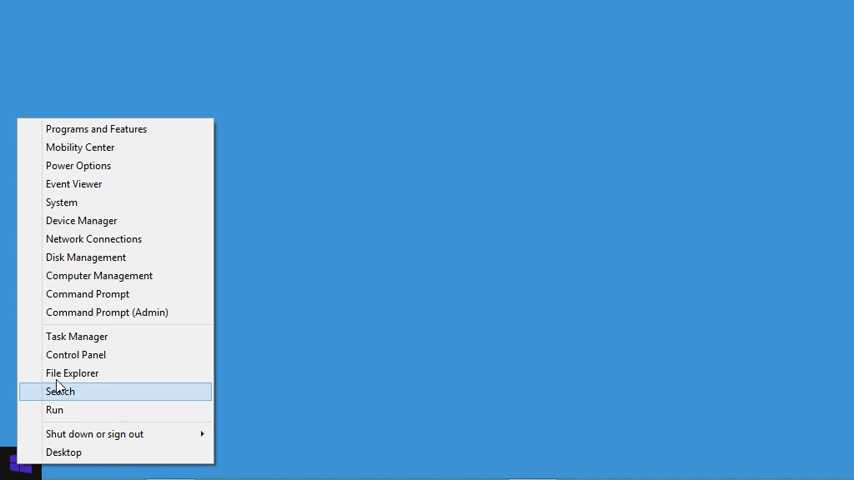 Programs and Features
Mobility Center
Power Options
Event Viewer
System
Device Manager
Network Connections
Disk Management
Computer Management
Command Prompt
Command Prompt (Admin)
Task Manager
Control Panel
File Explorer
Search
Run
Shut down or sign out
Desktop